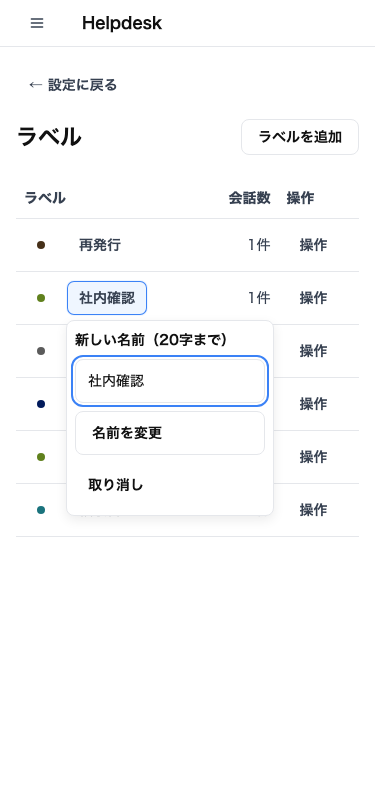 Helpdesk
← 設定に戻る
ラベル
ラベルを追加
ラベル 会話数 操作
再発行 1件 操作
社内確認 1件 操作
新しい名前（20字まで）
操作
社内確認
操作
名前を変更
操作
取り消し
操作